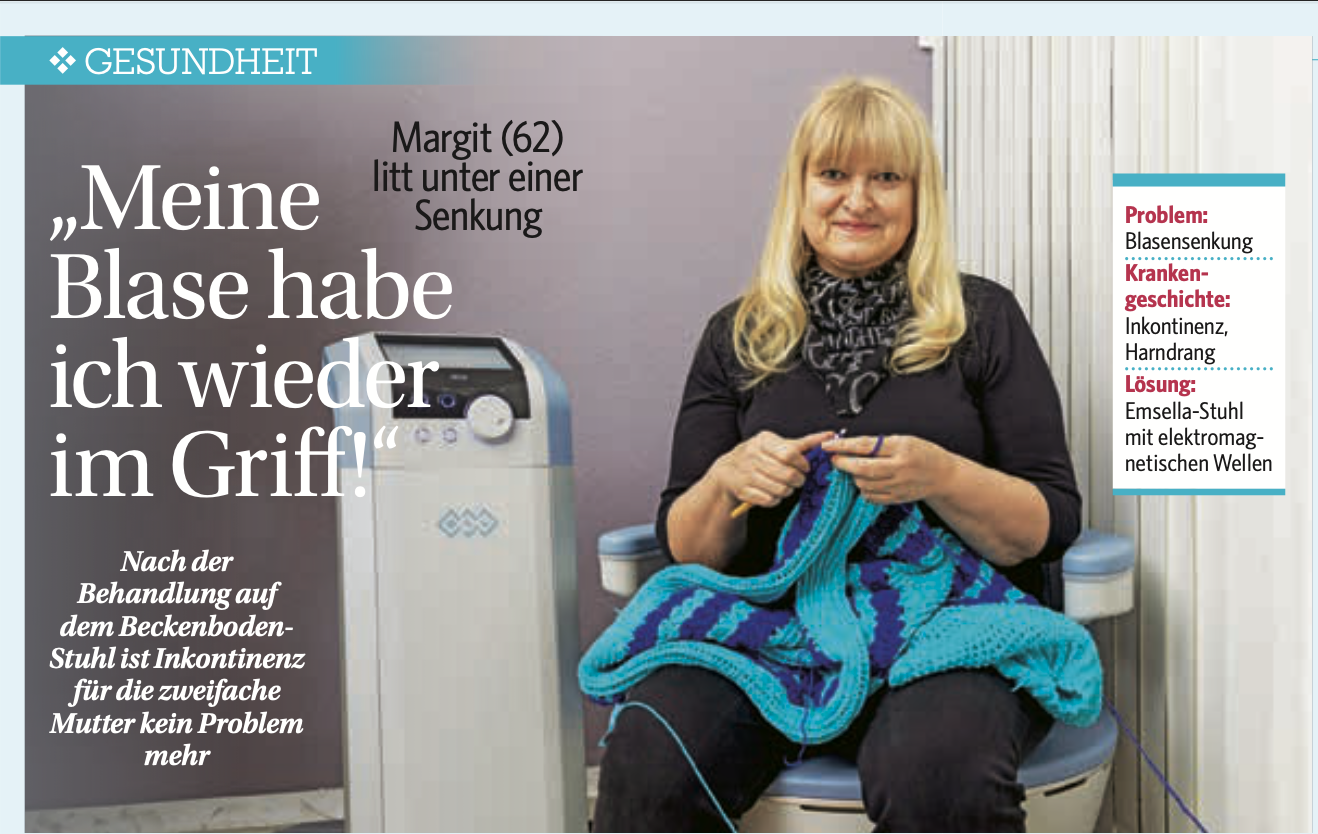 GESUNDHEIT
Margit (62)
litt unter einer
Senkung
„Meine
Blase habe
ich wieder
im Griff!“
Nach der
Behandlung auf
dem Beckenboden-
Stuhl ist Inkontinenz
für die zweifache
Mutter kein Problem
mehr
Problem:
Blasensenkung
Kranken-
geschichte:
Inkontinenz,
Harndrang
Lösung:
Emsella-Stuhl
mit elektromag-
netischen Wellen